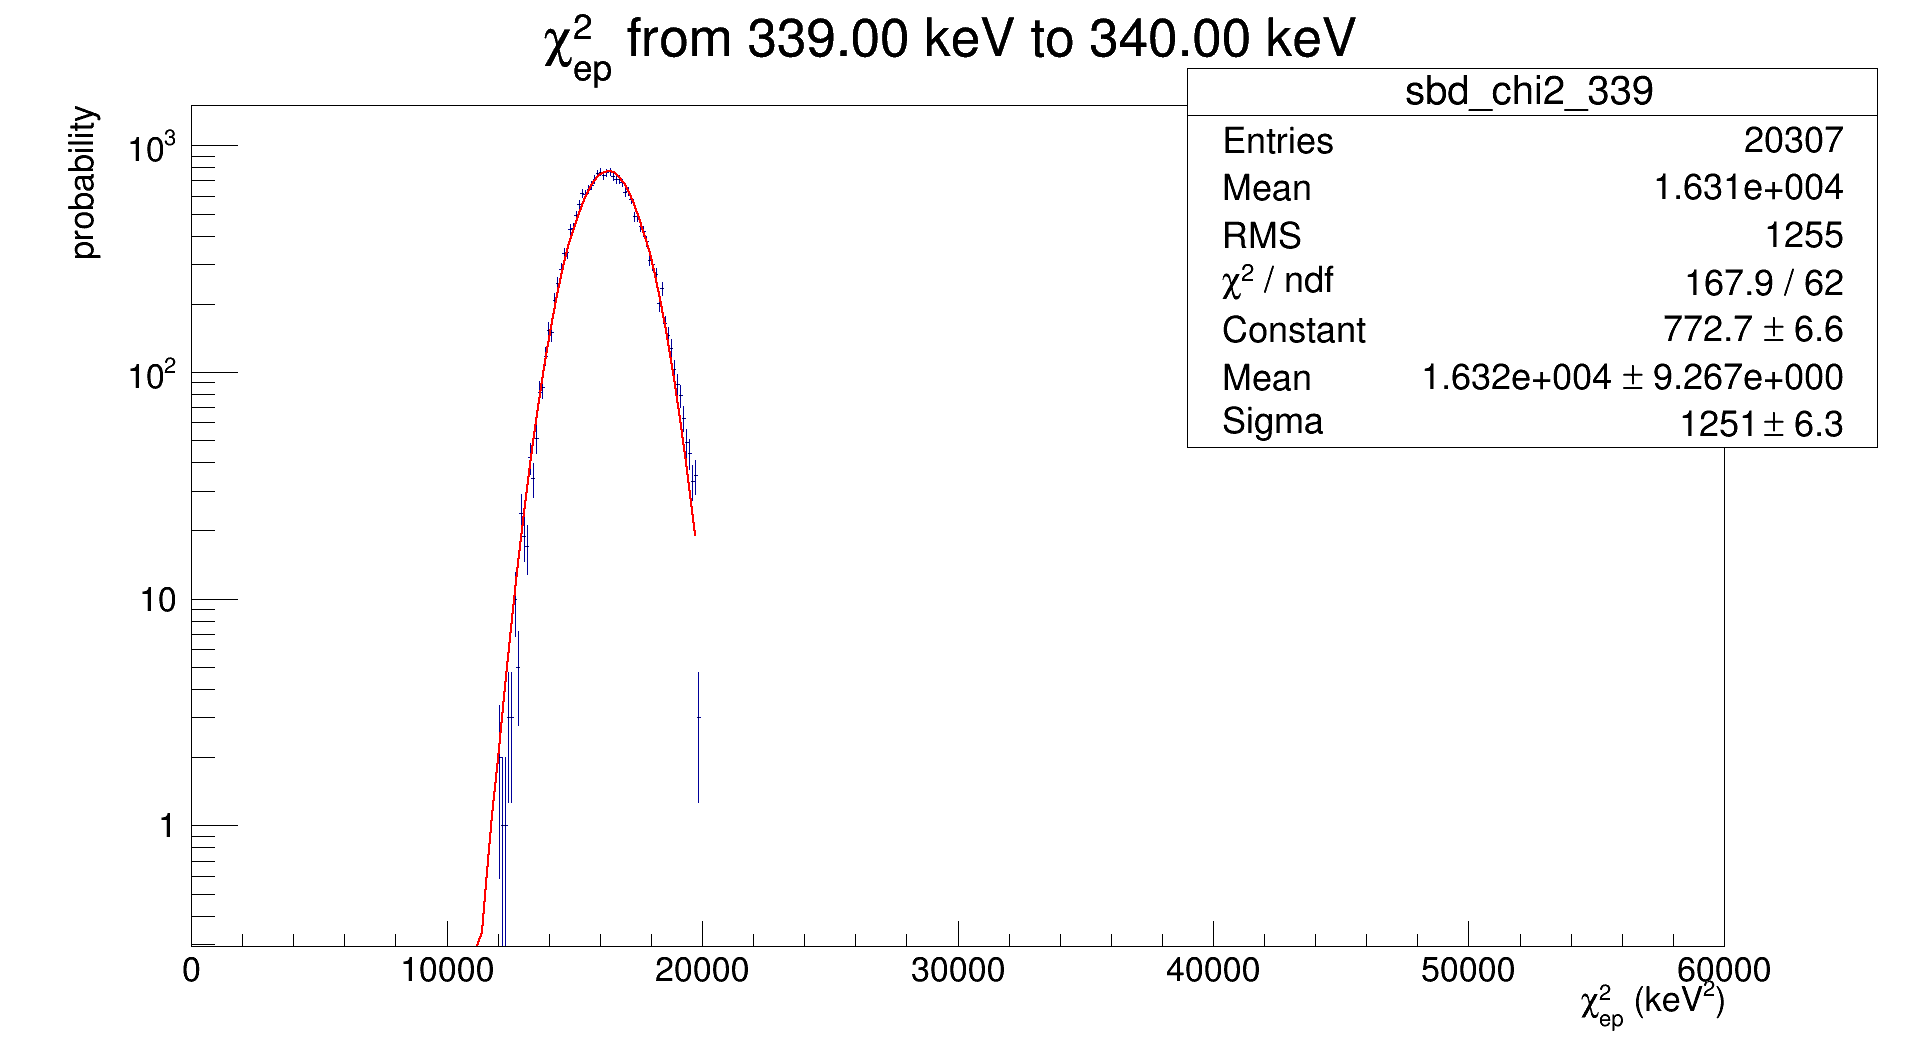 χ²ep from 339.00 keV to 340.00 keV
sbd_chi2_339
Entries 20307
Mean 1.631e+004
RMS 1255
χ² / ndf 167.9 / 62
Constant 772.7 ± 6.6
Mean 1.632e+004 ± 9.267e+000
Sigma 1251 ± 6.3
probability
10³
10²
10
1
0 10000 20000 30000 40000 50000 60000
χ²ep (keV²)